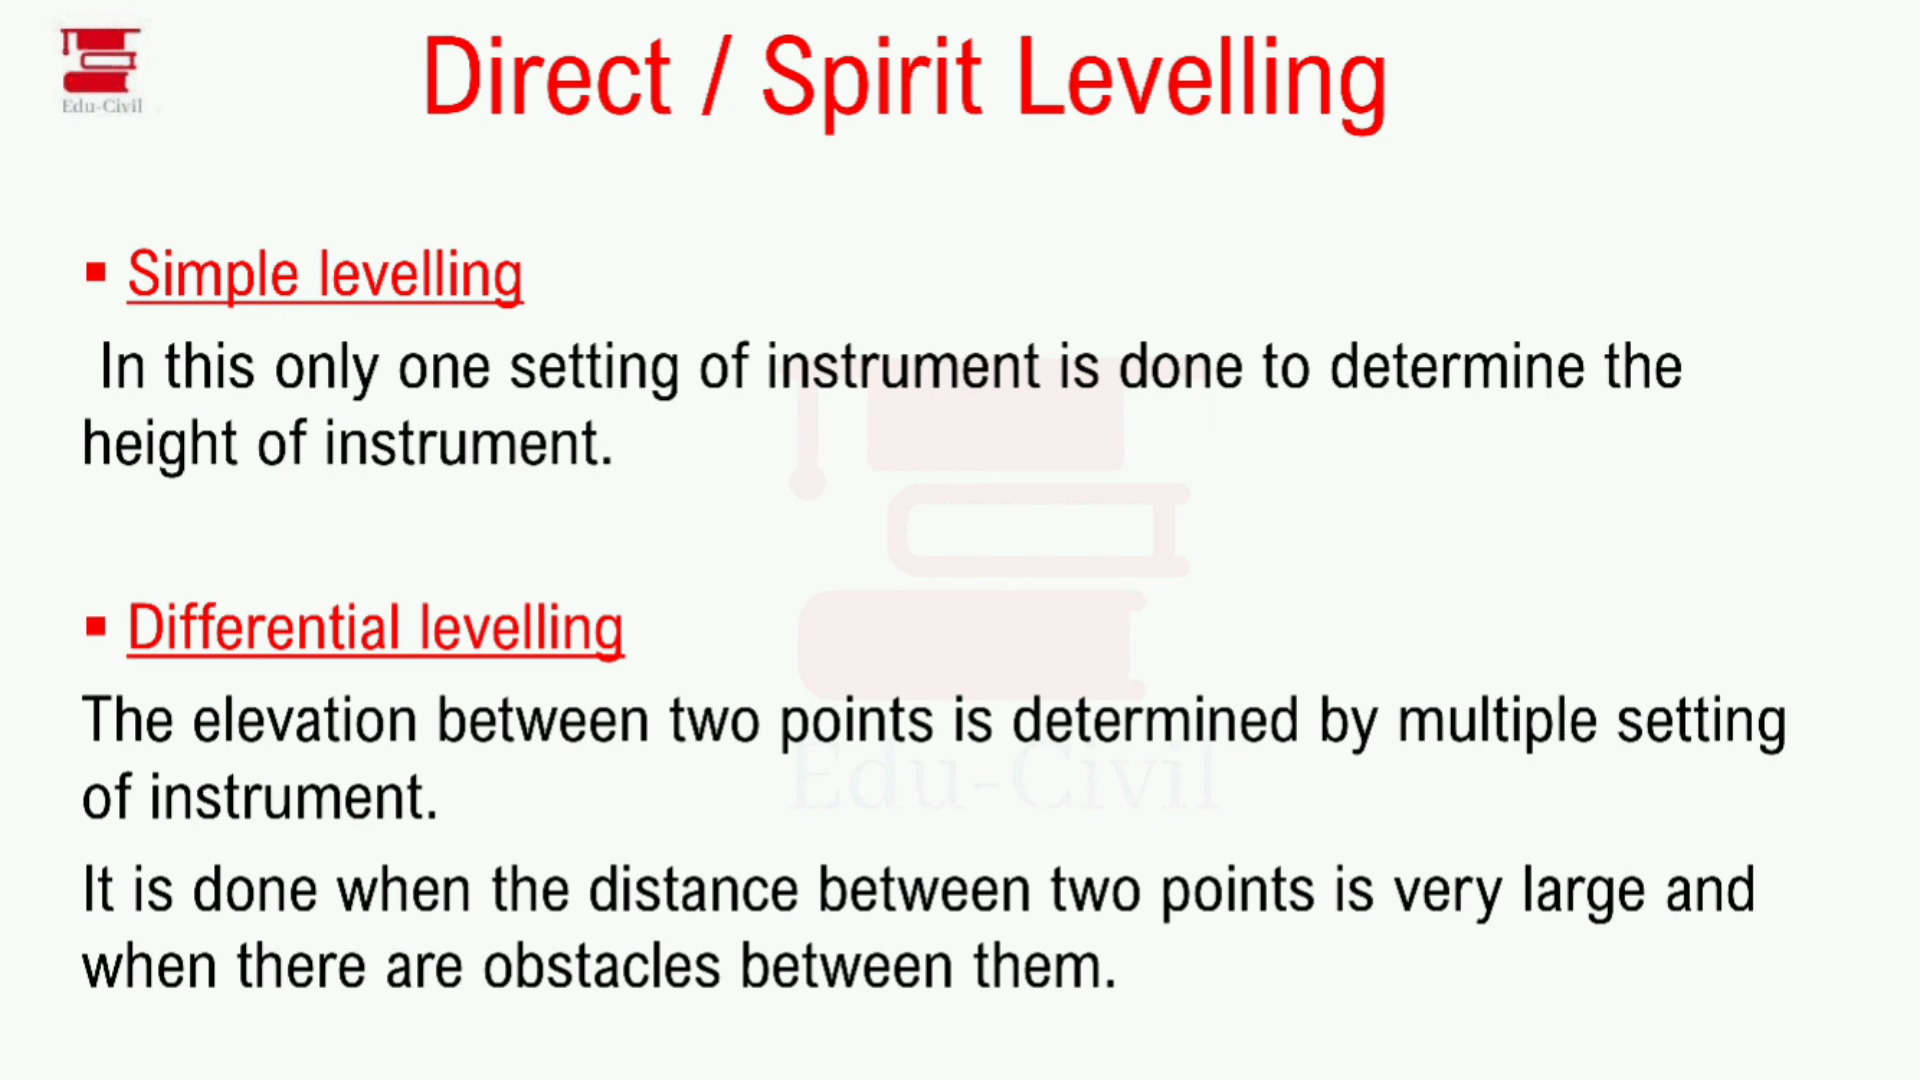 Edu-Civil
Direct / Spirit Levelling
▪ Simple levelling
In this only one setting of instrument is done to determine the
height of instrument.
▪ Differential levelling
The elevation between two points is determined by multiple setting
of instrument.
Edu-Civil
It is done when the distance between two points is very large and
when there are obstacles between them.